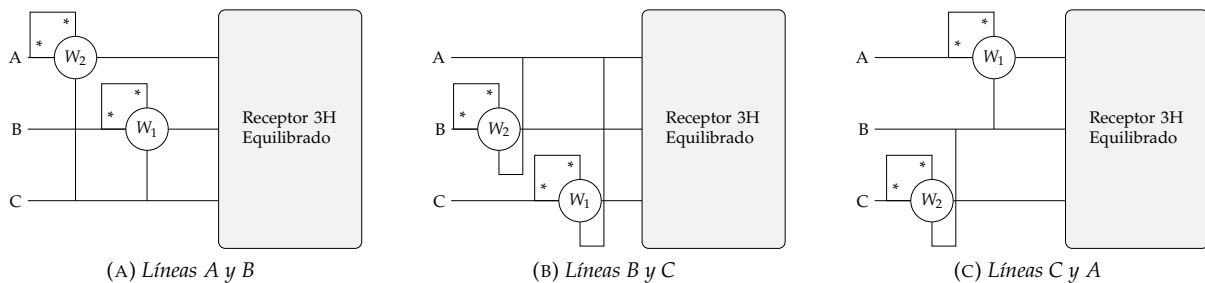 * *
A W₂
* *
B W₁
C
Receptor 3H
Equilibrado
(A) Líneas A y B
A
* *
B W₂
* *
C W₁
Receptor 3H
Equilibrado
(B) Líneas B y C
* *
A W₁
B
* *
C W₂
Receptor 3H
Equilibrado
(C) Líneas C y A